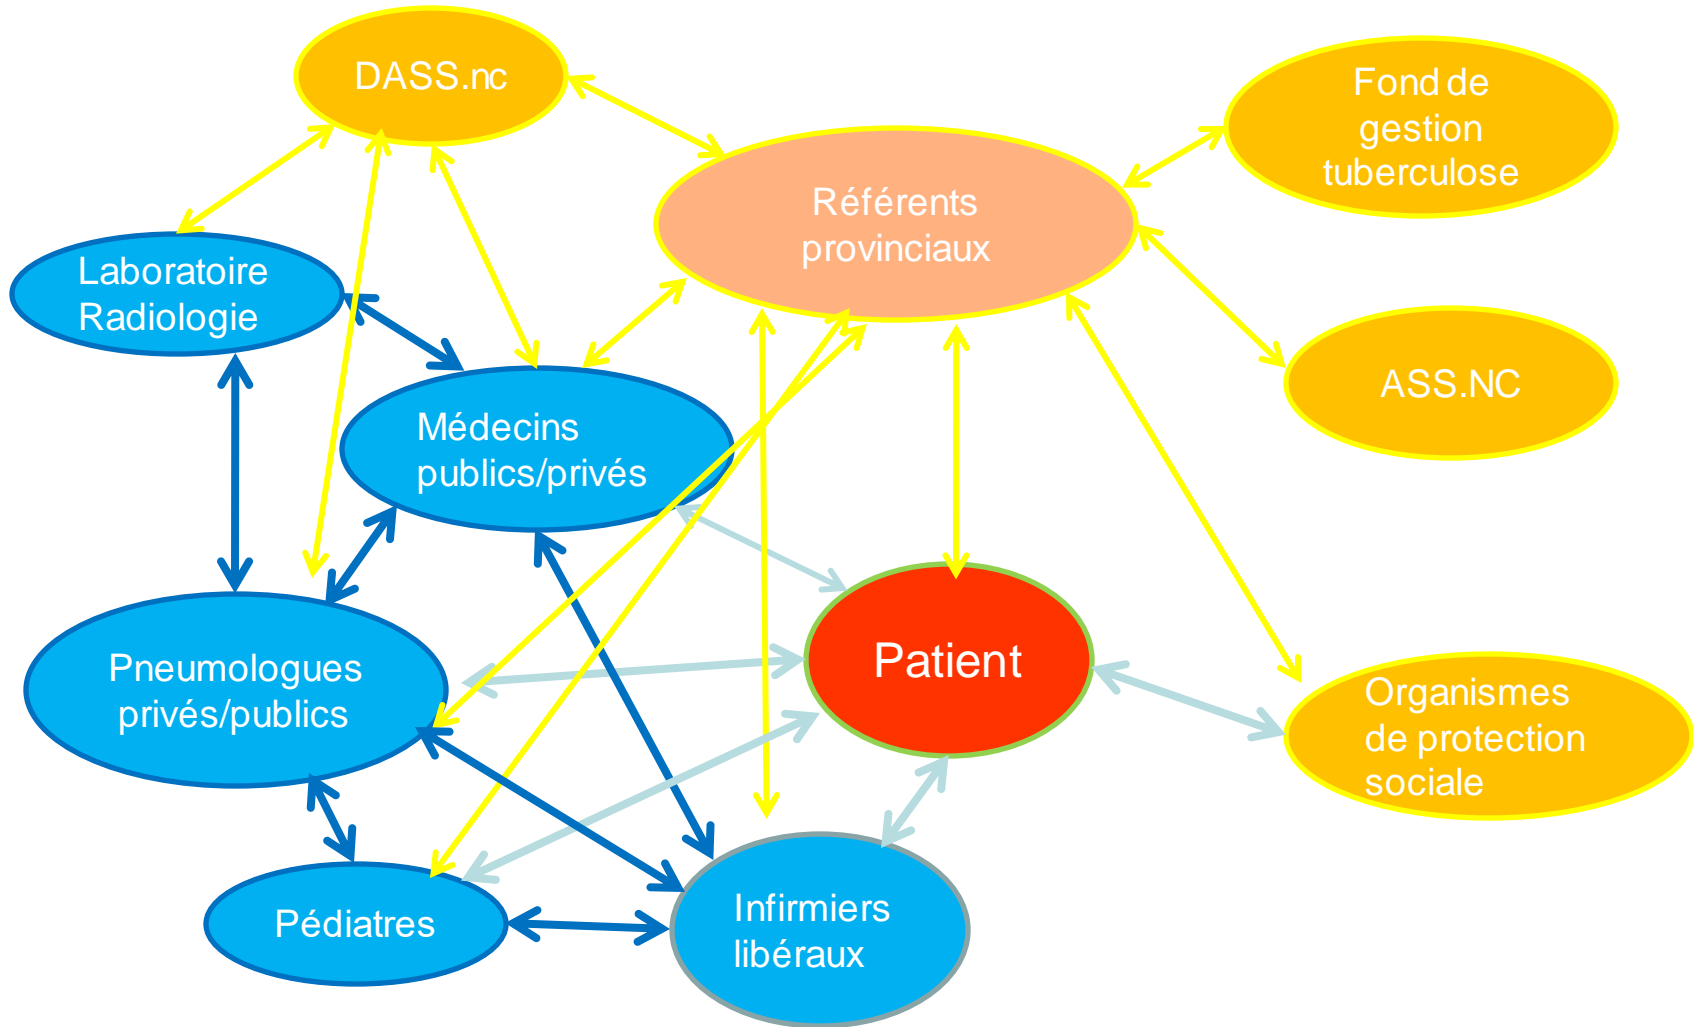 DASS.nc
Fond de
gestion
tuberculose
Référents
provinciaux
Laboratoire
Radiologie
ASS.NC
Médecins
publics/privés
Patient
Pneumologues
privés/publics
Organismes
de protection
sociale
Pédiatres
Infirmiers
libéraux